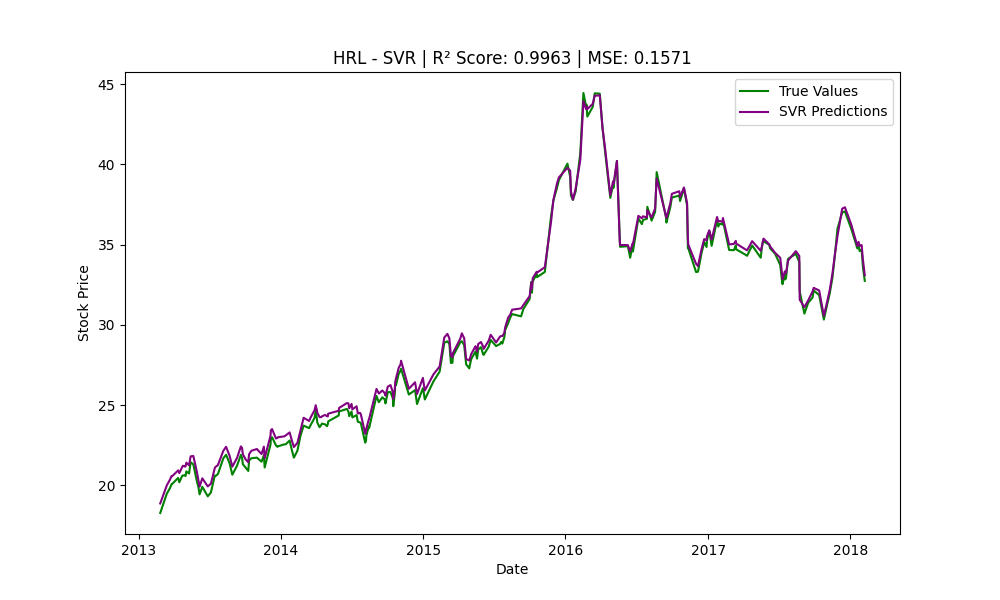 HRL - SVR | R² Score: 0.9963 | MSE: 0.1571
True Values
SVR Predictions
45
40
35
30
25
20
Stock Price
2013 2014 2015 2016 2017 2018
Date